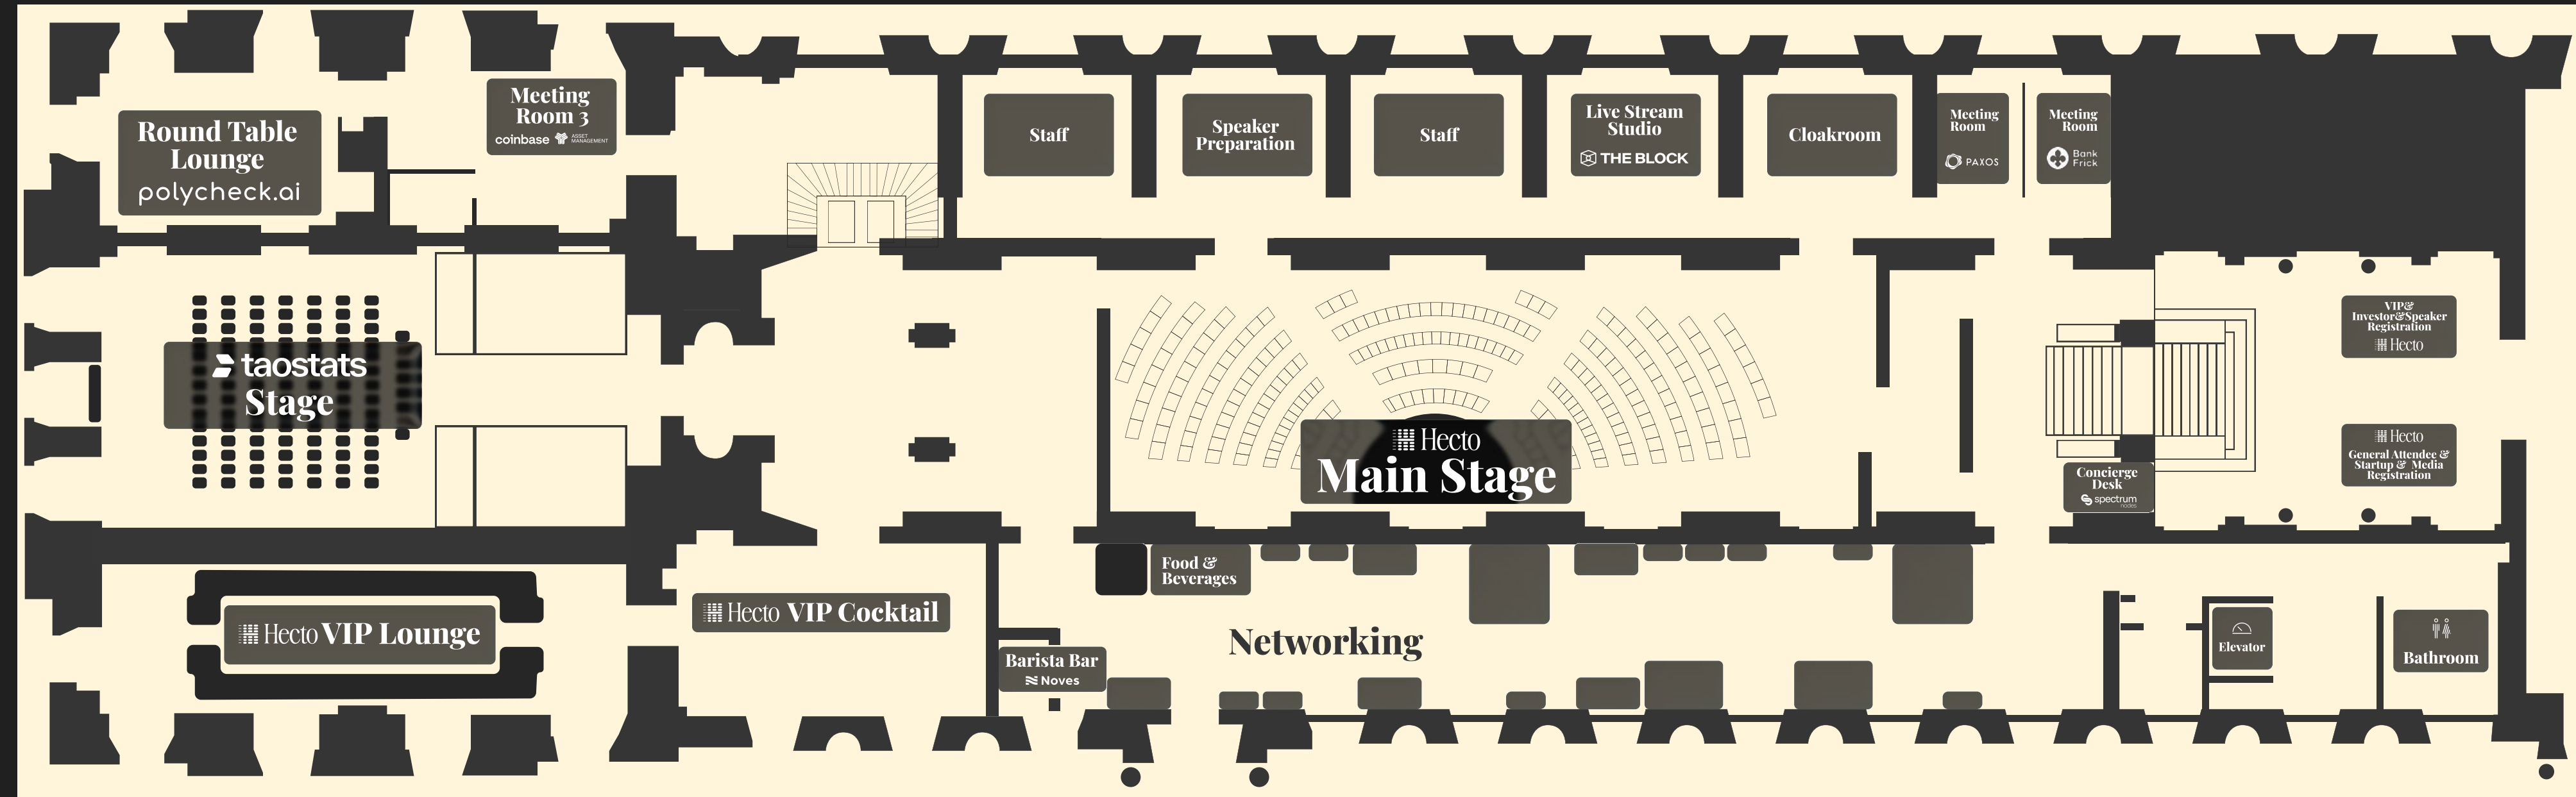 Round Table
Lounge
polycheck.ai
Meeting
Room 3
coinbase ASSET
MANAGEMENT
Staff
Speaker
Preparation
Staff
Live Stream
Studio
THE BLOCK
Cloakroom
Meeting
Room
PAXOS
Meeting
Room
Bank
Frick
taostats
Stage
Hecto
Main Stage
VIP&
Investor&Speaker
Registration
Hecto
Hecto
General Attendee &
Startup & Media
Registration
Concierge
Desk
spectrum
nodes
Hecto VIP Lounge
Hecto VIP Cocktail
Food &
Beverages
Barista Bar
Noves
Networking
Elevator
Bathroom